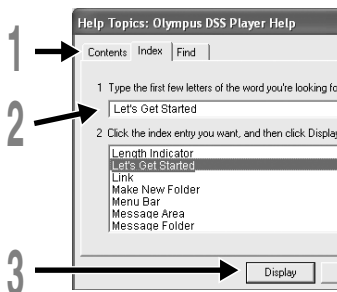 Help Topics: Olympus DSS Player Help
1
Contents Index Find
1 Type the first few letters of the word you're looking
2
Let's Get Started
2 Click the index entry you want, and then click Display
Length Indicator
Let's Get Started
Link
Make New Folder
Menu Bar
Message Area
Message Folder
3
Display